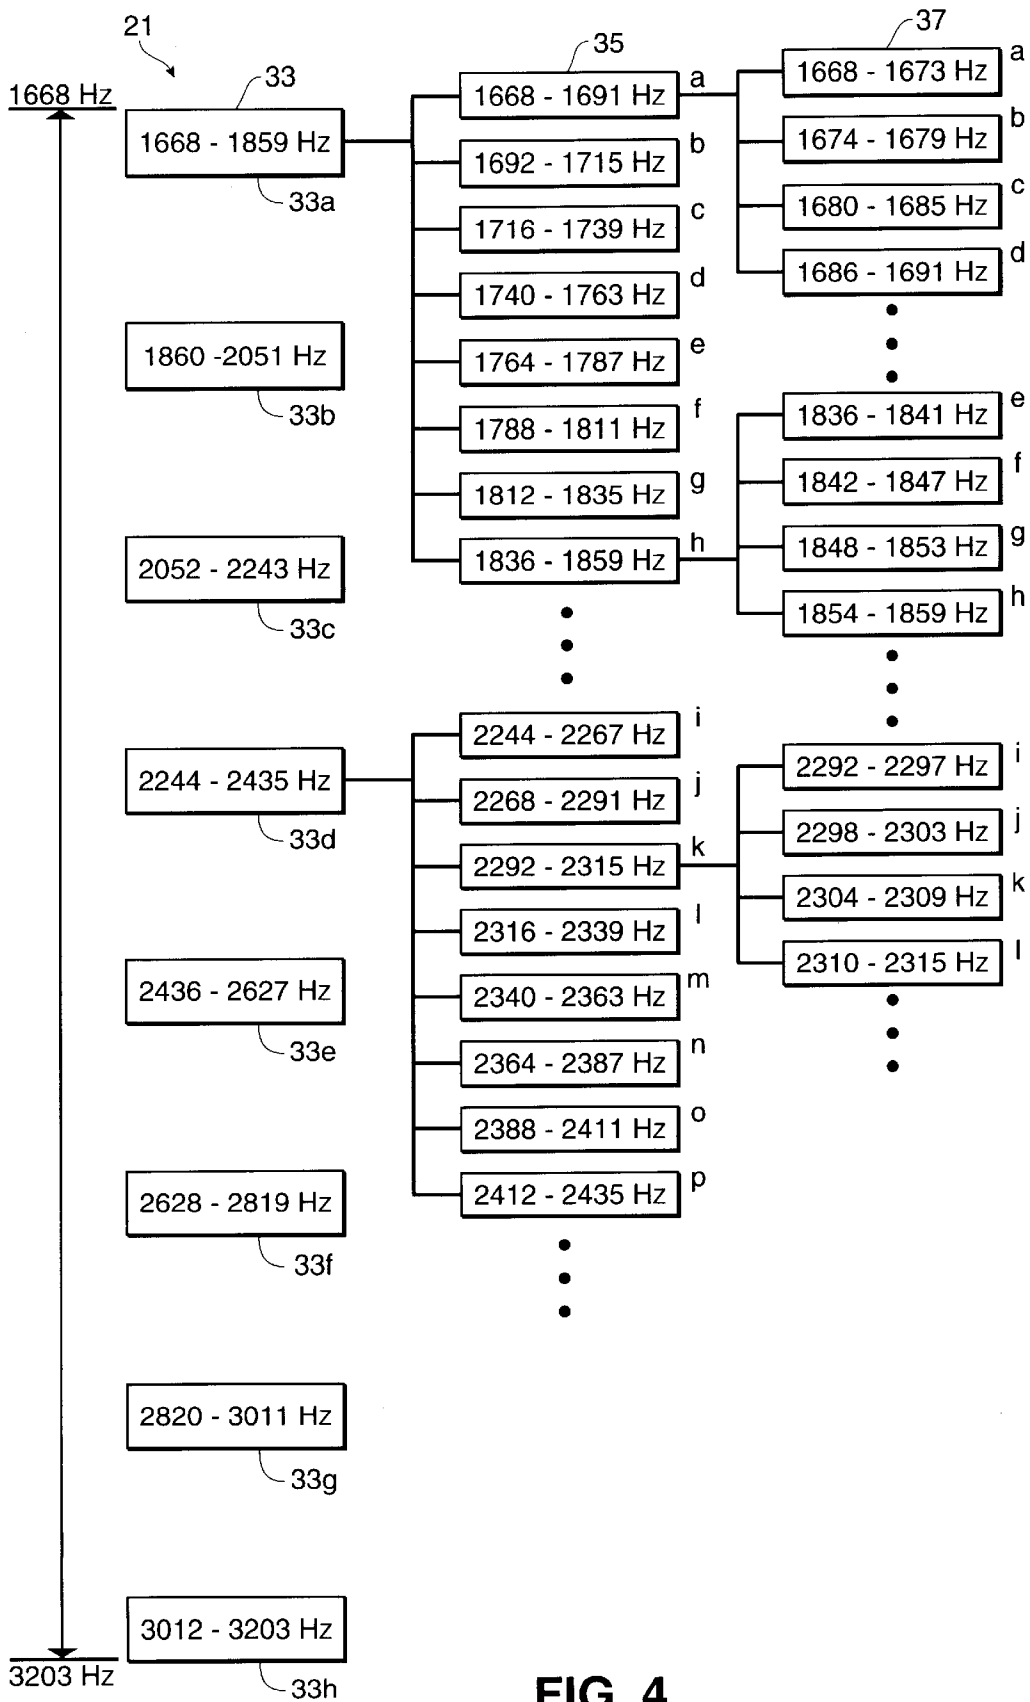 21
1668 Hz
33
1668 - 1859 Hz
33a
1860 -2051 Hz
33b
2052 - 2243 Hz
33c
2244 - 2435 Hz
33d
2436 - 2627 Hz
33e
2628 - 2819 Hz
33f
2820 - 3011 Hz
33g
3012 - 3203 Hz
33h
3203 Hz
35
1668 - 1691 Hz a
1692 - 1715 Hz b
1716 - 1739 Hz c
1740 - 1763 Hz d
1764 - 1787 Hz e
1788 - 1811 Hz f
1812 - 1835 Hz g
1836 - 1859 Hz h
2244 - 2267 Hz i
2268 - 2291 Hz j
2292 - 2315 Hz k
2316 - 2339 Hz l
2340 - 2363 Hz m
2364 - 2387 Hz n
2388 - 2411 Hz o
2412 - 2435 Hz p
37
1668 - 1673 Hz a
1674 - 1679 Hz b
1680 - 1685 Hz c
1686 - 1691 Hz d
1836 - 1841 Hz e
1842 - 1847 Hz f
1848 - 1853 Hz g
1854 - 1859 Hz h
2292 - 2297 Hz i
2298 - 2303 Hz j
2304 - 2309 Hz k
2310 - 2315 Hz l
FIG. 4